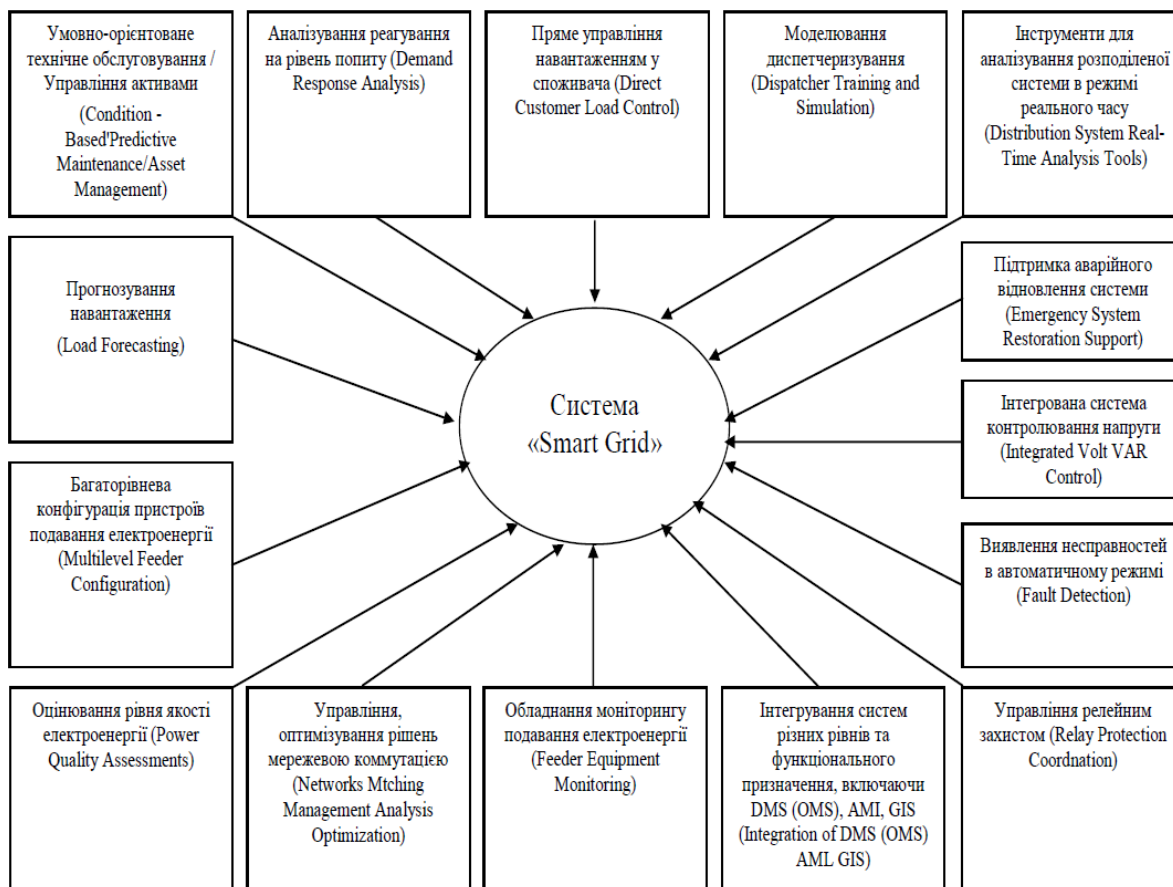 Умовно-орієнтоване
технічне обслуговування /
Управління активами
(Condition -
Based'Predictive
Maintenance/Asset
Management)
Аналізування реагування
на рівень попиту (Demand
Response Analysis)
Пряме управління
навантаженням у
споживача (Direct
Customer Load Control)
Моделювання
диспетчеризування
(Dispatcher Training and
Simulation)
Інструменти для
аналізування розподіленої
системи в режимі
реального часу
(Distribution System Real-
Time Analysis Tools)
Прогнозування
навантаження
(Load Forecasting)
Підтримка аварійного
відновлення системи
(Emergency System
Restoration Support)
Система
«Smart Grid»
Інтегрована система
контролювання напруги
(Integrated Volt VAR
Control)
Багаторівнева
конфігурація пристроїв
подавання електроенергії
(Multilevel Feeder
Configuration)
Виявлення несправностей
в автоматичному режимі
(Fault Detection)
Оцінювання рівня якості
електроенергії (Power
Quality Assessments)
Управління,
оптимізування рішень
мережевою коммутацією
(Networks Mtching
Management Analysis
Optimization)
Обладнання моніторингу
подавання електроенергії
(Feeder Equipment
Monitoring)
Інтегрування систем
різних рівнів та
функціонального
призначення, включаючи
DMS (OMS), AMI, GIS
(Integration of DMS (OMS)
AML GIS)
Управління релейним
захистом (Relay Protection
Coordnation)